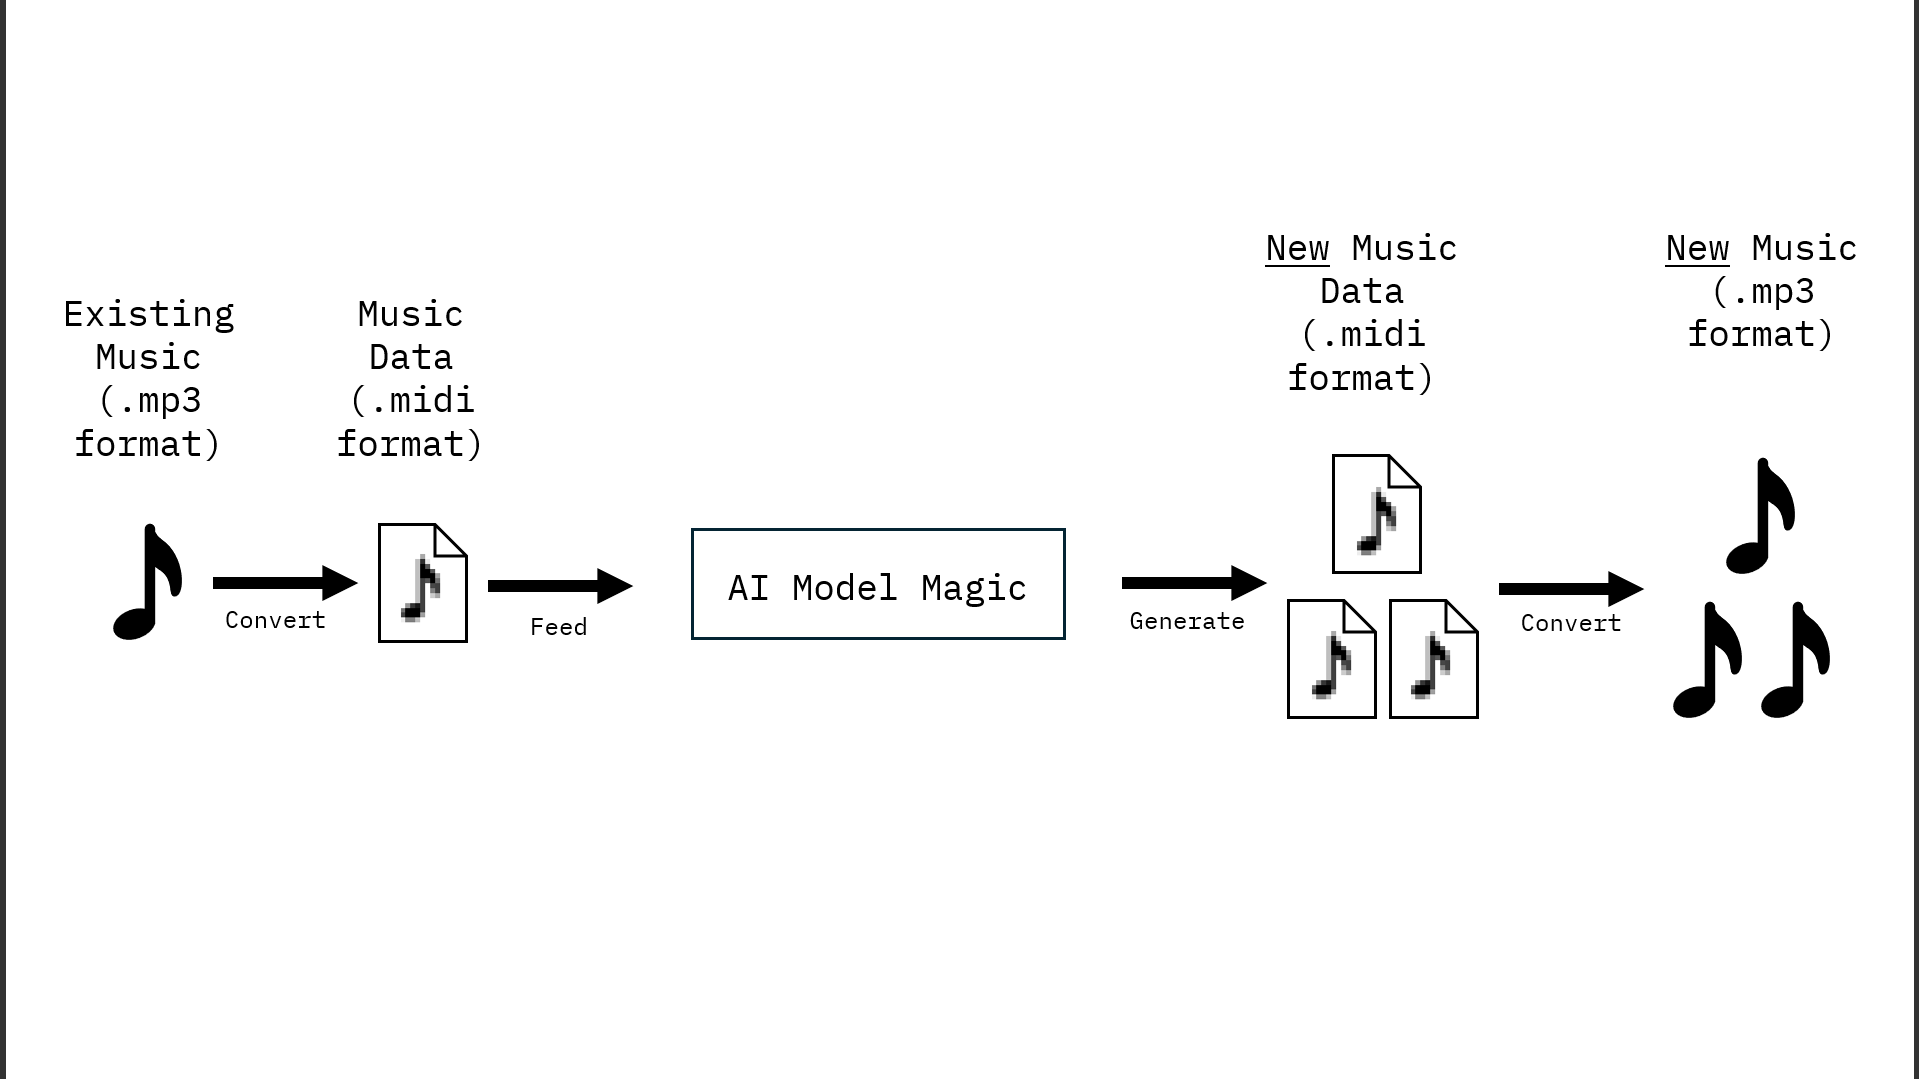 Existing
Music
(.mp3
format)
Convert
Music
Data
(.midi
format)
Feed
AI Model Magic
Generate
New Music
Data
(.midi
format)
Convert
New Music
(.mp3
format)